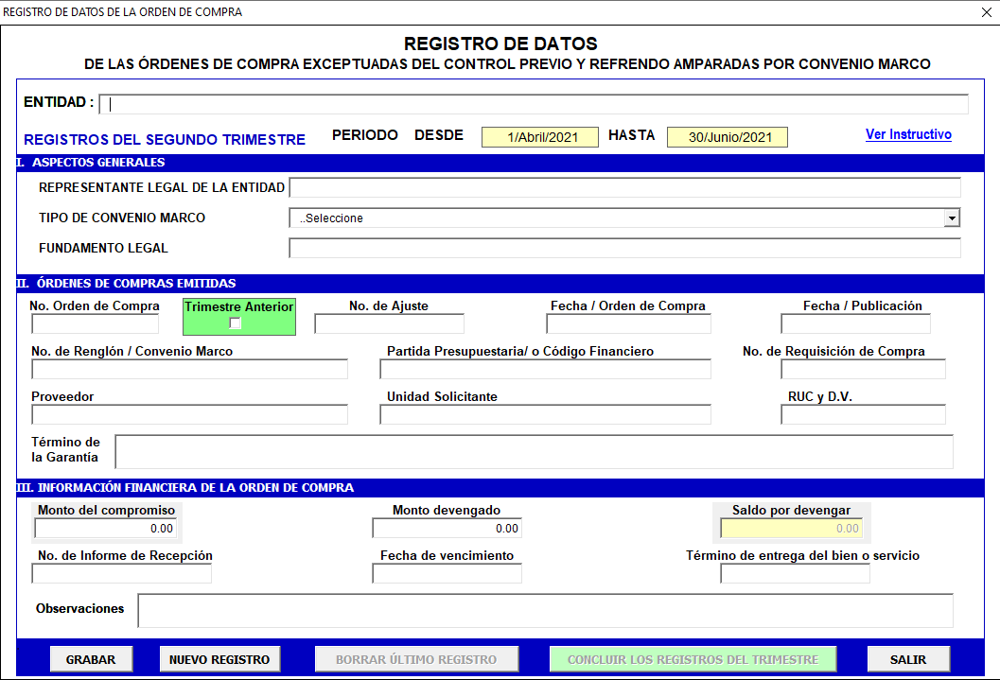 REGISTRO DE DATOS DE LA ORDEN DE COMPRA
REGISTRO DE DATOS
DE LAS ÓRDENES DE COMPRA EXCEPTUADAS DEL CONTROL PREVIO Y REFRENDO AMPARADAS POR CONVENIO MARCO
ENTIDAD :
REGISTROS DEL SEGUNDO TRIMESTRE PERIODO DESDE 1/Abril/2021 HASTA 30/Junio/2021 Ver Instructivo
I. ASPECTOS GENERALES
REPRESENTANTE LEGAL DE LA ENTIDAD
TIPO DE CONVENIO MARCO ..Seleccione
FUNDAMENTO LEGAL
II. ÓRDENES DE COMPRAS EMITIDAS
No. Orden de Compra Trimestre Anterior No. de Ajuste Fecha / Orden de Compra Fecha / Publicación
No. de Renglón / Convenio Marco Partida Presupuestaria/ o Código Financiero No. de Requisición de Compra
Proveedor Unidad Solicitante RUC y D.V.
Término de
la Garantía
III. INFORMACIÓN FINANCIERA DE LA ORDEN DE COMPRA
Monto del compromiso Monto devengado Saldo por devengar
0.00 0.00 0.00
No. de Informe de Recepción Fecha de vencimiento Término de entrega del bien o servicio
Observaciones
GRABAR NUEVO REGISTRO BORRAR ÚLTIMO REGISTRO CONCLUIR LOS REGISTROS DEL TRIMESTRE SALIR